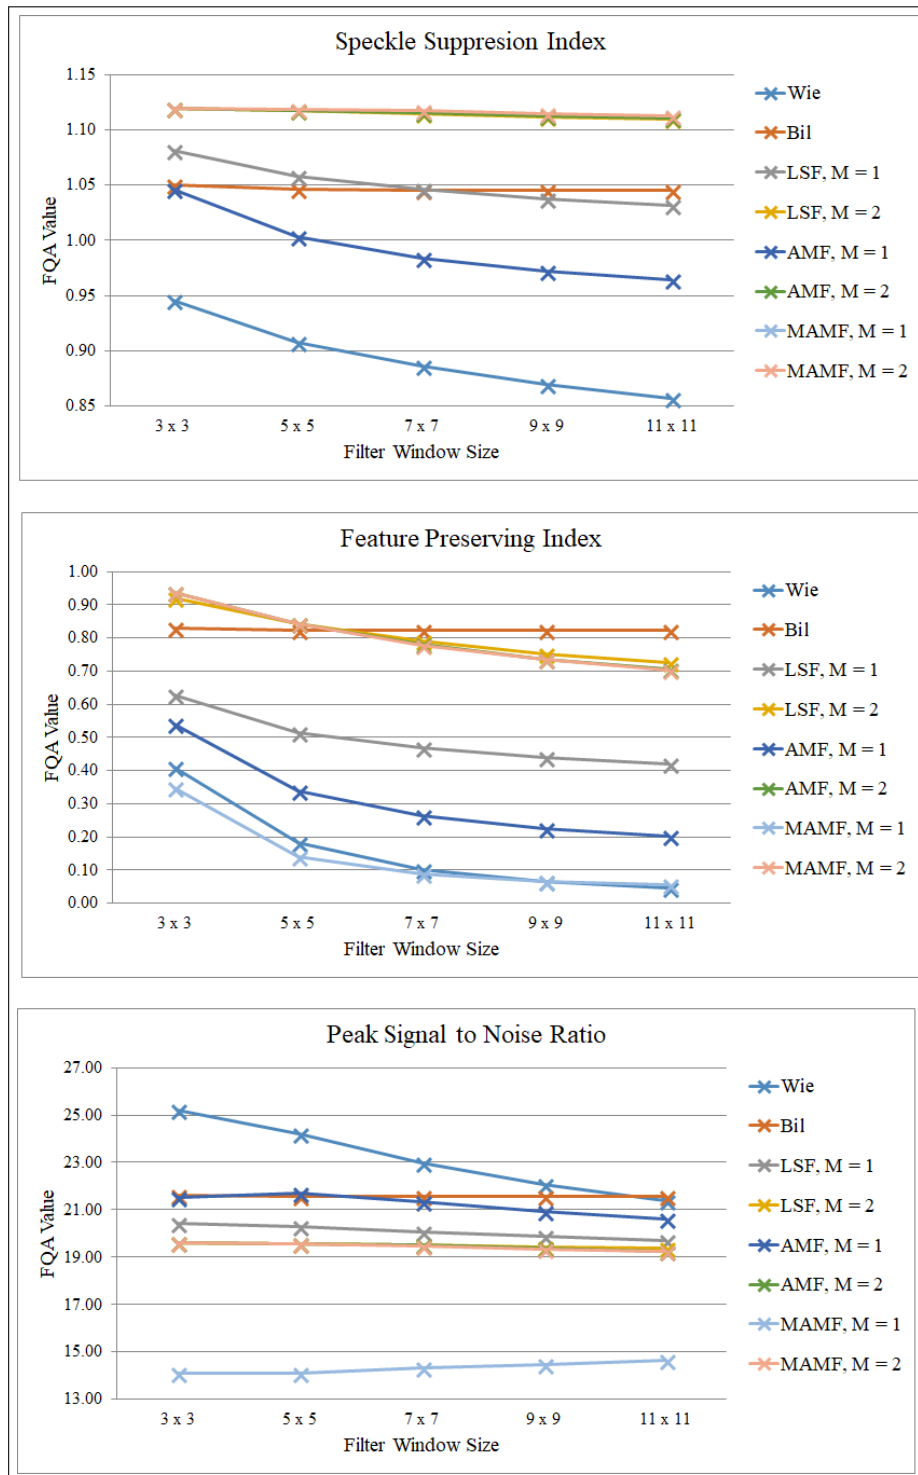 Speckle Suppresion Index
1.15
1.10
1.05
1.00
0.95
0.90
0.85
FQA Value
3 x 3 5 x 5 7 x 7 9 x 9 11 x 11
Filter Window Size
Wie
Bil
LSF, M = 1
LSF, M = 2
AMF, M = 1
AMF, M = 2
MAMF, M = 1
MAMF, M = 2
Feature Preserving Index
1.00
0.90
0.80
0.70
0.60
0.50
0.40
0.30
0.20
0.10
0.00
FQA Value
3 x 3 5 x 5 7 x 7 9 x 9 11 x 11
Filter Window Size
Wie
Bil
LSF, M = 1
LSF, M = 2
AMF, M = 1
AMF, M = 2
MAMF, M = 1
MAMF, M = 2
Peak Signal to Noise Ratio
27.00
25.00
23.00
21.00
19.00
17.00
15.00
13.00
FQA Value
3 x 3 5 x 5 7 x 7 9 x 9 11 x 11
Filter Window Size
Wie
Bil
LSF, M = 1
LSF, M = 2
AMF, M = 1
AMF, M = 2
MAMF, M = 1
MAMF, M = 2